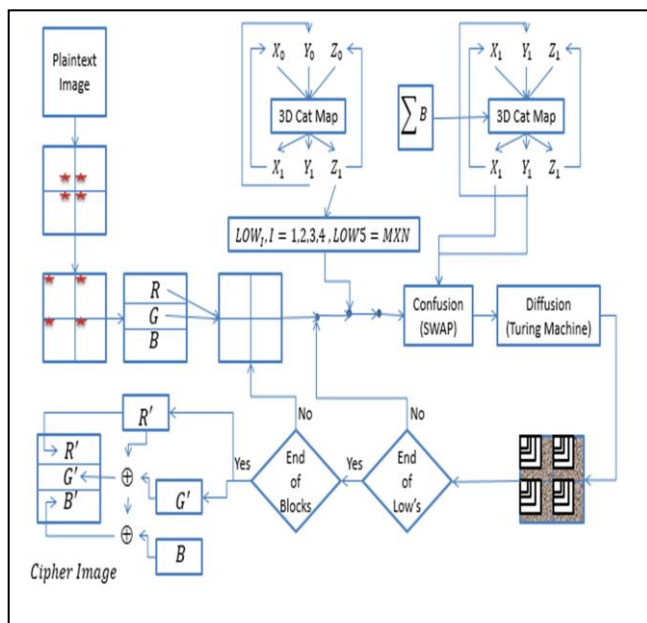 Plaintext
Image
X₀ Y₀ Z₀
3D Cat Map
X₁ Y₁ Z₁
∑ B
X₁ Y₁ Z₁
3D Cat Map
X₁ Y₁ Z₁
LOW_I, I = 1,2,3,4 , LOW5 = MXN
R
G
B
Confusion
(SWAP)
Diffusion
(Turing Machine)
No
No
R'
Yes
End
of
Blocks
Yes
End
of
Low's
R'
G'
B'
⊕
G'
⊕
B
Cipher Image